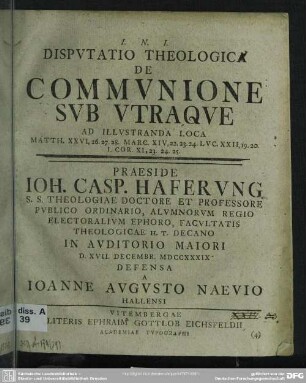 I. N. I.
DISPVTATIO THEOLOGICA
DE
COMMVNIONE
SVB VTRAQVE
AD ILLVSTRANDA LOCA
MATTH. XXVI, 26. 27. 28. MARC. XIV, 22. 23. 24. LVC. XXII, 19. 20.
I. COR. XI, 23. 24. 25.
PRAESIDE
IOH. CASP. HAFERVNG
S. S. THEOLOGIAE DOCTORE ET PROFESSORE
PVBLICO ORDINARIO, ALVMNORVM REGIO
ELECTORALIVM EPHORO, FACVLTATIS
THEOLOGICAE H. T. DECANO
IN AVDITORIO MAIORI
D. XVII. DECEMBR. MDCCXXXIX
DEFENSA
A
IOANNE AVGVSTO NAEVIO
HALLENSI
VITEMBERGAE
LITERIS EPHRAIM GOTTLOB EICHSFELDII
ACADEMIAE TYPOGRAPHI
diss. A
39